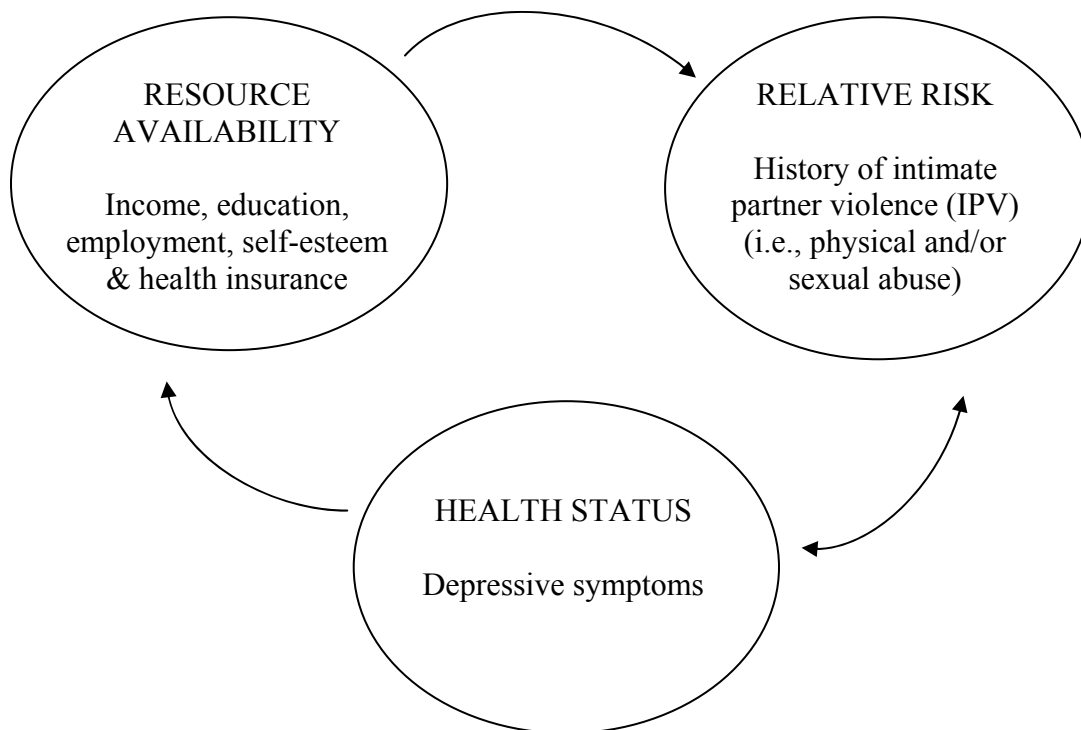 RESOURCE
AVAILABILITY
Income, education,
employment, self-esteem
& health insurance
RELATIVE RISK
History of intimate
partner violence (IPV)
(i.e., physical and/or
sexual abuse)
HEALTH STATUS
Depressive symptoms